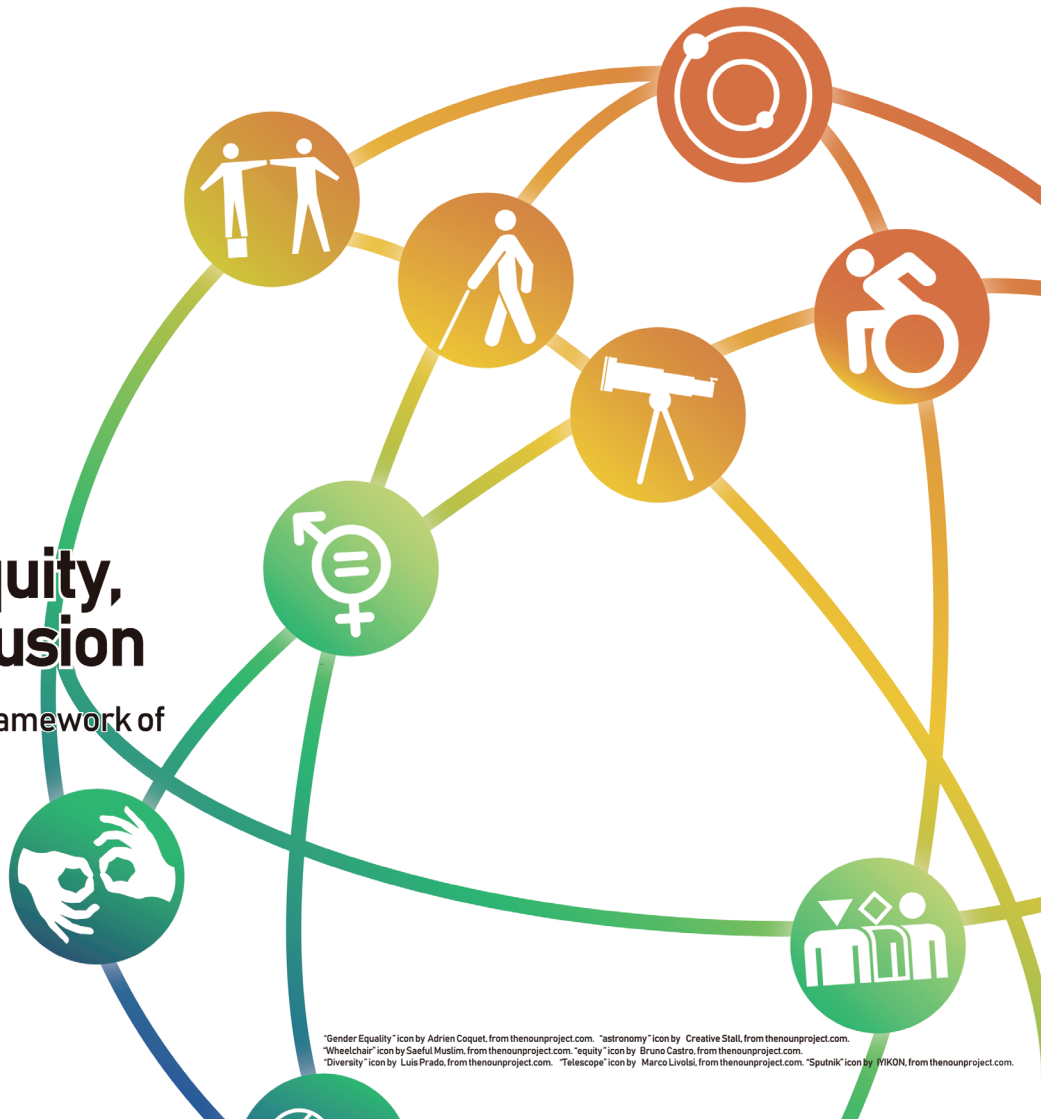 quity,
usion
amework of
"Gender Equality" icon by Adrien Coquet, from thenounproject.com. "astronomy" icon by Creative Stall, from thenounproject.com.
"Wheelchair" icon by Saeful Muslim, from thenounproject.com. "equity" icon by Bruno Castro, from thenounproject.com.
"Diversity" icon by Luis Prado, from thenounproject.com. "Telescope" icon by Marco Livolsi, from thenounproject.com. "Sputnik" icon by IYIKON, from thenounproject.com.